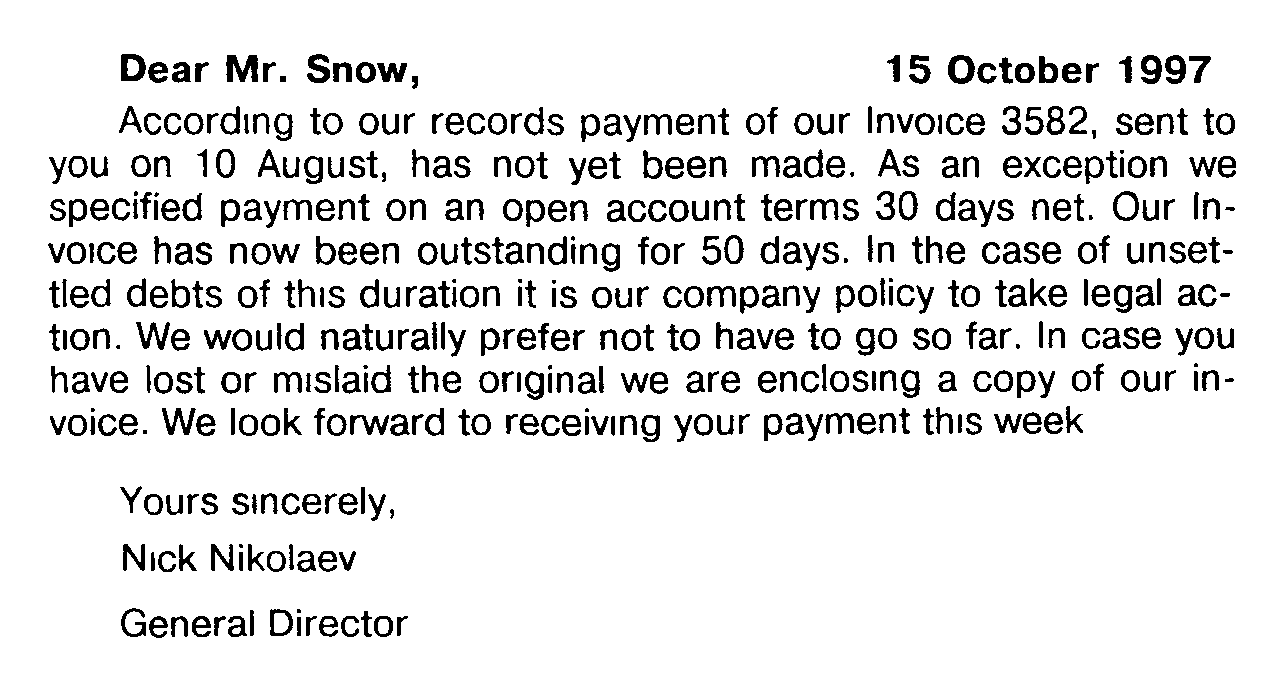 Dear Mr. Snow, 15 October 1997
According to our records payment of our Invoice 3582, sent to
you on 10 August, has not yet been made. As an exception we
specified payment on an open account terms 30 days net. Our In-
voice has now been outstanding for 50 days. In the case of unset-
tled debts of this duration it is our company policy to take legal ac-
tion. We would naturally prefer not to have to go so far. In case you
have lost or mislaid the original we are enclosing a copy of our in-
voice. We look forward to receiving your payment this week
Yours sincerely,
Nick Nikolaev
General Director